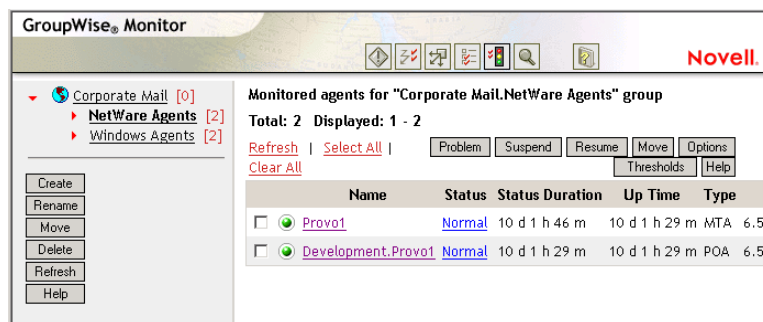 GroupWise® Monitor
Novell.
Corporate Mail [0]
NetWare Agents [2]
Windows Agents [2]
Create
Rename
Move
Delete
Refresh
Help
Monitored agents for "Corporate Mail.NetWare Agents" group
Total: 2 Displayed: 1 - 2
Refresh | Select All |
Clear All
Problem Suspend Resume Move Options
Thresholds Help
Name Status Status Duration Up Time Type
Provo1 Normal 10 d 1 h 46 m 10 d 1 h 29 m MTA 6.5
Development.Provo1 Normal 10 d 1 h 29 m 10 d 1 h 29 m POA 6.5